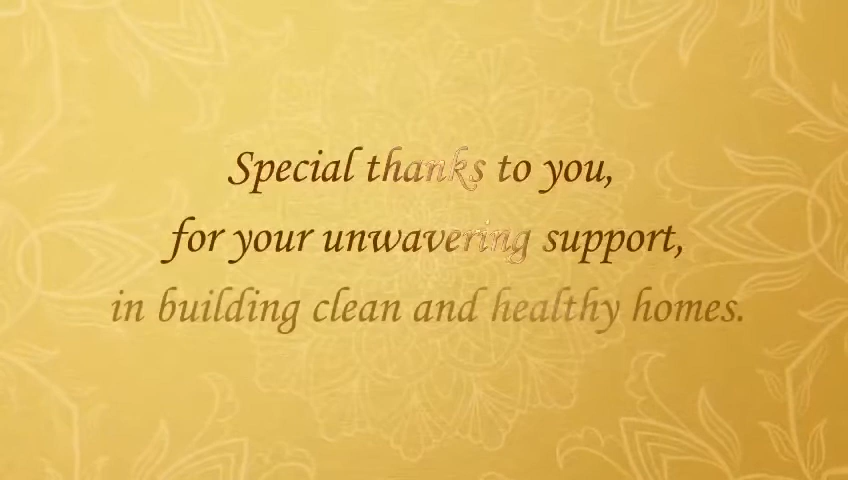 Special thanks to you,
for your unwavering support,
in building clean and healthy homes.